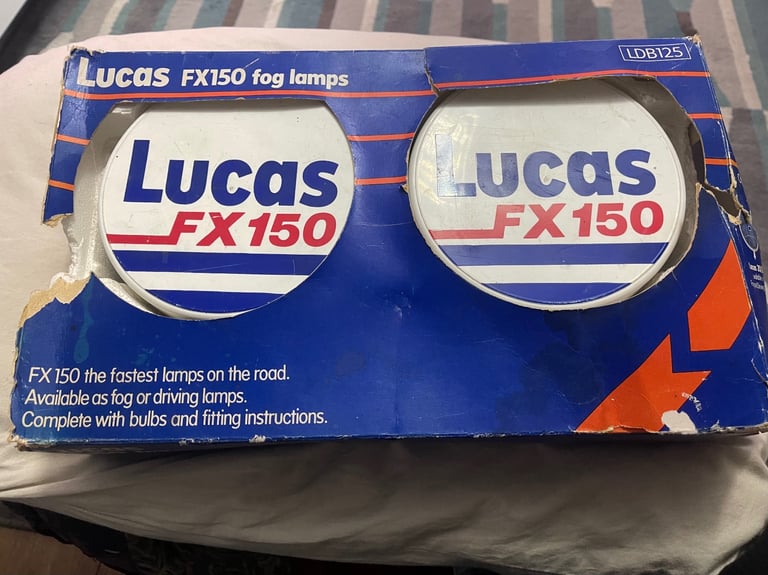 Lucas FX150 fog lamps
LDB125
Lucas
FX150
Lucas
FX150
FX150 the fastest lamps on the road.
Available as fog or driving lamps.
Complete with bulbs and fitting instructions.